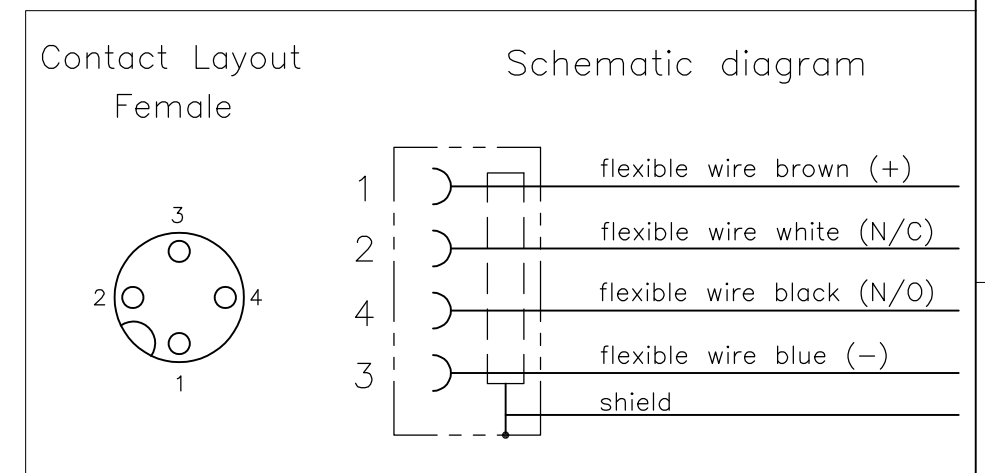 Contact Layout
Female
3
2
4
1
Schematic diagram
1 flexible wire brown (+)
2 flexible wire white (N/C)
4 flexible wire black (N/O)
3 flexible wire blue (−)
shield